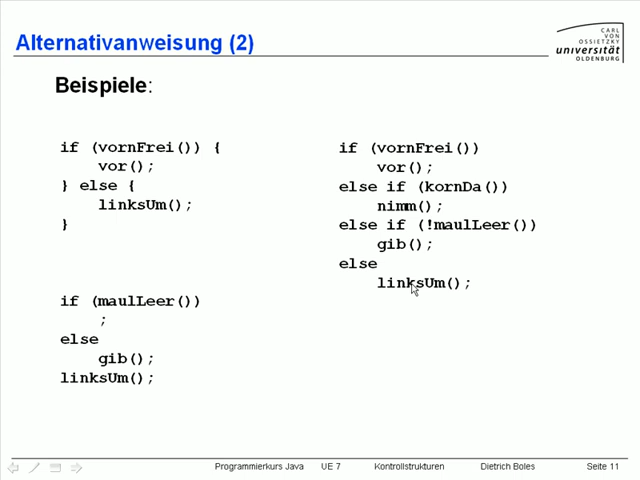 Alternativanweisung (2)
CARL
VON
OSSIETZKY
universität
OLDENBURG
Beispiele:
if (vornFrei()) {
vor();
} else {
linksUm();
}
if (maulLeer())
;
else
gib();
linksUm();
if (vornFrei())
vor();
else if (kornDa())
nimm();
else if (!maulLeer())
gib();
else
linksUm();
Programmierkurs Java UE 7 Kontrollstrukturen Dietrich Boles Seite 11